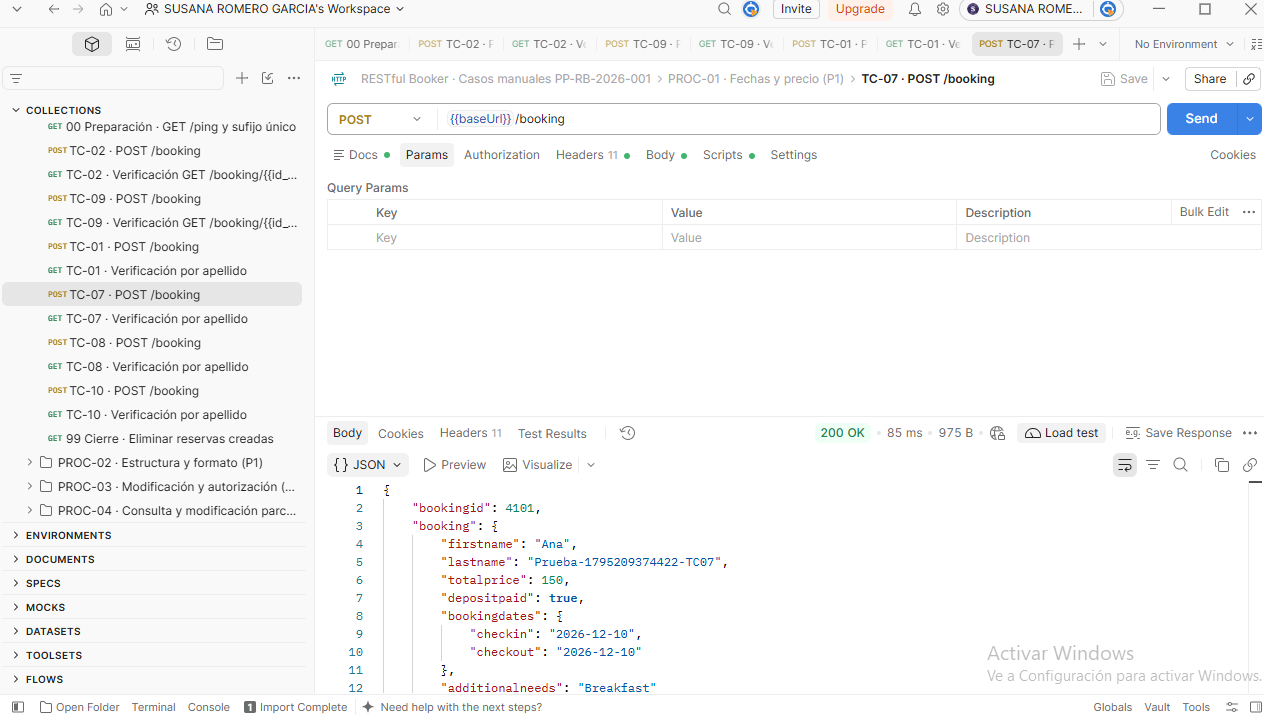 SUSANA ROMERO GARCIA's Workspace
Invite
Upgrade
SUSANA ROME...
GET 00 Prepar
POST TC-02 · F
GET TC-02 · Ve
POST TC-09 · F
GET TC-09 · Ve
POST TC-01 · F
GET TC-01 · Ve
POST TC-07 · F
No Environment
HTTP RESTful Booker · Casos manuales PP-RB-2026-001 > PROC-01 · Fechas y precio (P1) > TC-07 · POST /booking
Save
Share
COLLECTIONS
GET 00 Preparación · GET /ping y sufijo único
POST TC-02 · POST /booking
GET TC-02 · Verificación GET /booking/{{id_...
POST TC-09 · POST /booking
GET TC-09 · Verificación GET /booking/{{id_...
POST TC-01 · POST /booking
GET TC-01 · Verificación por apellido
POST TC-07 · POST /booking
GET TC-07 · Verificación por apellido
POST TC-08 · POST /booking
GET TC-08 · Verificación por apellido
POST TC-10 · POST /booking
GET TC-10 · Verificación por apellido
GET 99 Cierre · Eliminar reservas creadas
PROC-02 · Estructura y formato (P1)
PROC-03 · Modificación y autorización (...
PROC-04 · Consulta y modificación parc...
ENVIRONMENTS
DOCUMENTS
SPECS
MOCKS
DATASETS
TOOLSETS
FLOWS
POST
{{baseUrl}} /booking
Send
Docs
Params
Authorization
Headers 11
Body
Scripts
Settings
Cookies
Query Params
Key Value Description Bulk Edit
Key Value Description
Body
Cookies
Headers 11
Test Results
200 OK • 85 ms • 975 B
Load test
e.g. Save Response
{ } JSON
Preview
Visualize
1 {
2 "bookingid": 4101,
3 "booking": {
4 "firstname": "Ana",
5 "lastname": "Prueba-1795209374422-TC07",
6 "totalprice": 150,
7 "depositpaid": true,
8 "bookingdates": {
9 "checkin": "2026-12-10",
10 "checkout": "2026-12-10"
11 },
12 "additionalneeds": "Breakfast"
Activar Windows
Ve a Configuración para activar Windows.
Open Folder
Terminal
Console
1 Import Complete
Need help with the next steps?
Globals
Vault
Tools